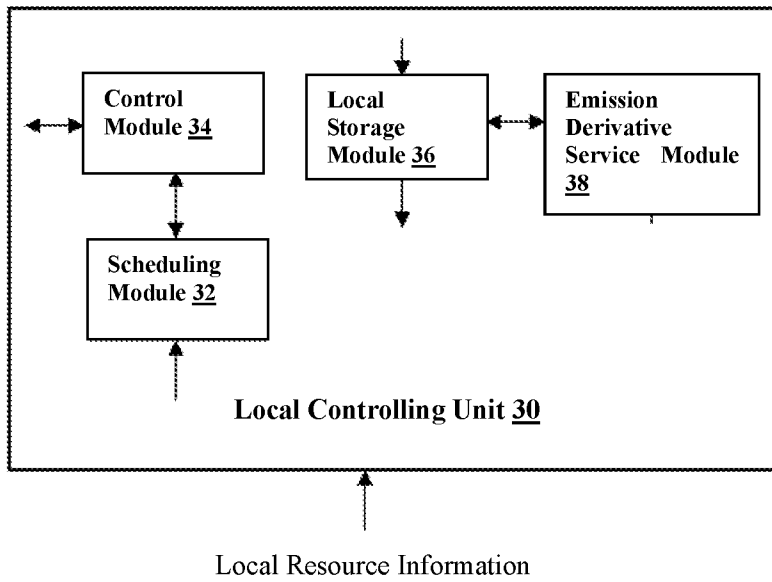 Control
Module 34
Local
Storage
Module 36
Emission
Derivative
Service Module
38
Scheduling
Module 32
Local Controlling Unit 30
Local Resource Information